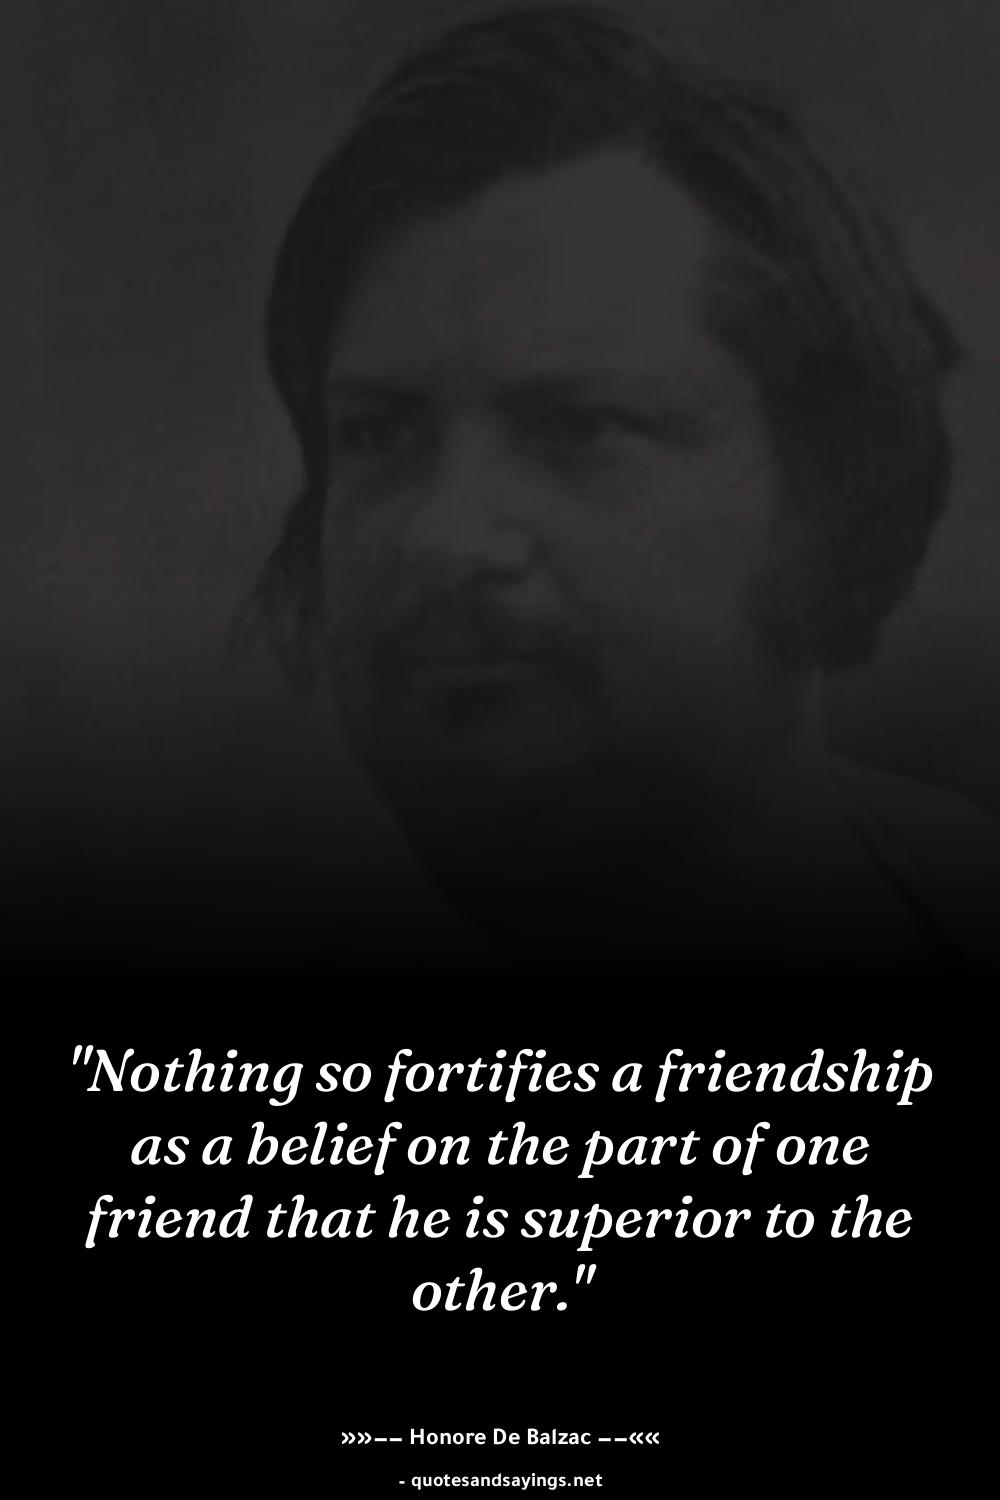 "Nothing so fortifies a friendship
as a belief on the part of one
friend that he is superior to the
other."
»»−− Honore De Balzac −−««
- quotesandsayings.net